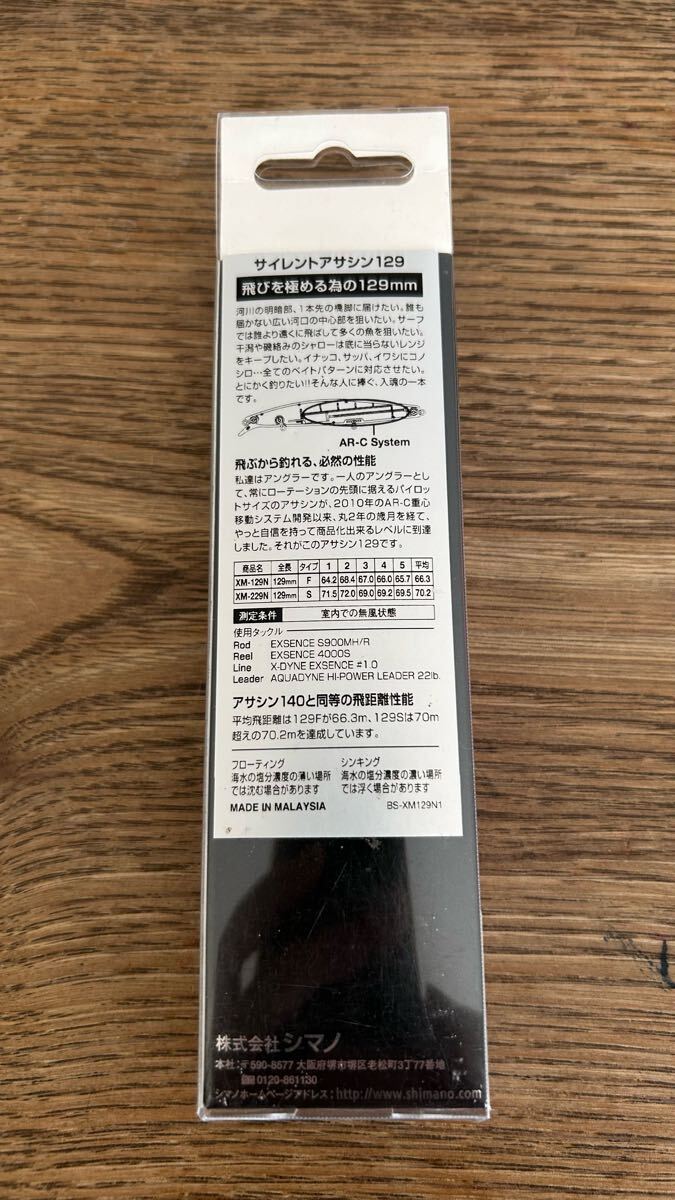 サイレントアサシン129
飛びを極める為の129mm
河川の明暗部、1本先の橋脚に届けたい。誰も
届かない広い河口の中心部を狙いたい。サーフ
では誰より遠くに飛ばして多くの魚を狙いたい。
干潟や磯絡みのシャローは底に当らないレンジ
をキープしたい。イナッコ、サッパ、イワシにコノ
シロ…全てのベイトパターンに対応させたい。
とにかく釣りたい!!そんな人に捧ぐ、入魂の一本
です。
AR-C System
飛ぶから釣れる、必然の性能
私達はアングラーです。一人のアングラーとし
て、常にローテーションの先頭に据えるパイロッ
トサイズのアサシンが、2010年のAR-C重心
移動システム開発以来、丸2年の歳月を経て、
やっと自信を持って商品化出来るレベルに到達
しました。それがこのアサシン129です。
商品名 全長 タイプ 1 2 3 4 5 平均
XM-129N 129mm F 64.2 68.4 67.0 66.0 65.7 66.3
XM-229N 129mm S 71.5 72.0 69.0 69.2 69.5 70.2
測定条件 室内での無風状態
使用タックル
Rod EXSENCE S900MH/R
Reel EXSENCE 4000S
Line X-DYNE EXSENCE #1.0
Leader AQUADYNE HI-POWER LEADER 22lb.
アサシン140と同等の飛距離性能
平均飛距離は129Fが66.3m、129Sは70m
超えの70.2mを達成しています。
フローティング
海水の塩分濃度の薄い場所
では沈む場合があります
シンキング
海水の塩分濃度の濃い場所
では浮く場合があります
MADE IN MALAYSIA BS-XM129N1
株式会社 シマノ
本社:〒590-8577 大阪府堺市堺区老松町3丁77番地
0120-861130
シマノホームページアドレス:http://www.shimano.com